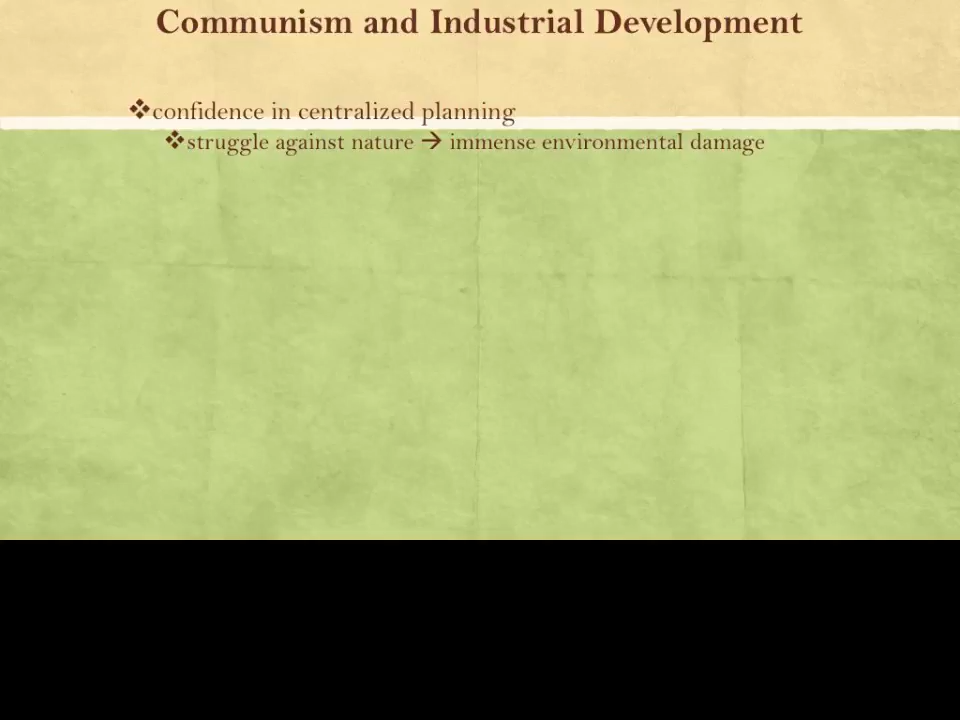 Communism and Industrial Development
❖confidence in centralized planning
❖struggle against nature → immense environmental damage